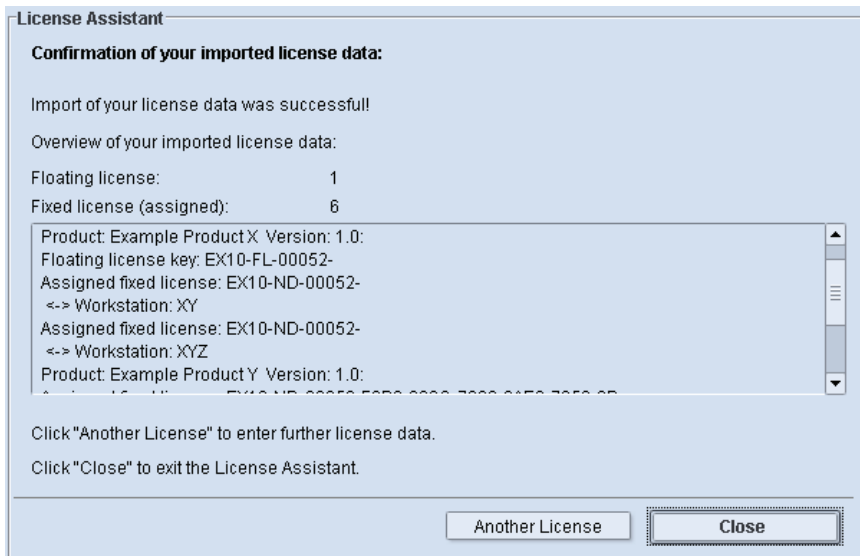 License Assistant
Confirmation of your imported license data:
Import of your license data was successful!
Overview of your imported license data:
Floating license: 1
Fixed license (assigned): 6
Product: Example Product X Version: 1.0:
Floating license key: EX10-FL-00052-
Assigned fixed license: EX10-ND-00052-
<-> Workstation: XY
Assigned fixed license: EX10-ND-00052-
<-> Workstation: XYZ
Product: Example Product Y Version: 1.0:
Click "Another License" to enter further license data.
Click "Close" to exit the License Assistant.
Another License Close